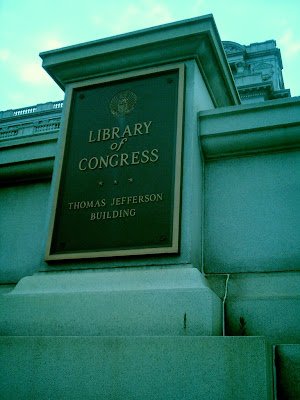 LIBRARY
of
CONGRESS
THOMAS JEFFERSON
BUILDING